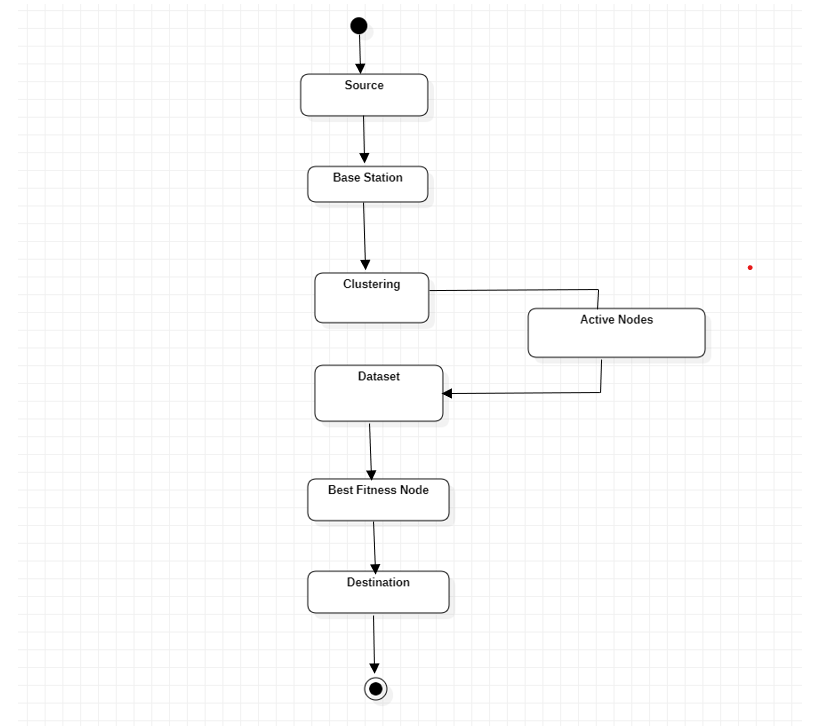 Source
Base Station
Clustering
Active Nodes
Dataset
Best Fitness Node
Destination